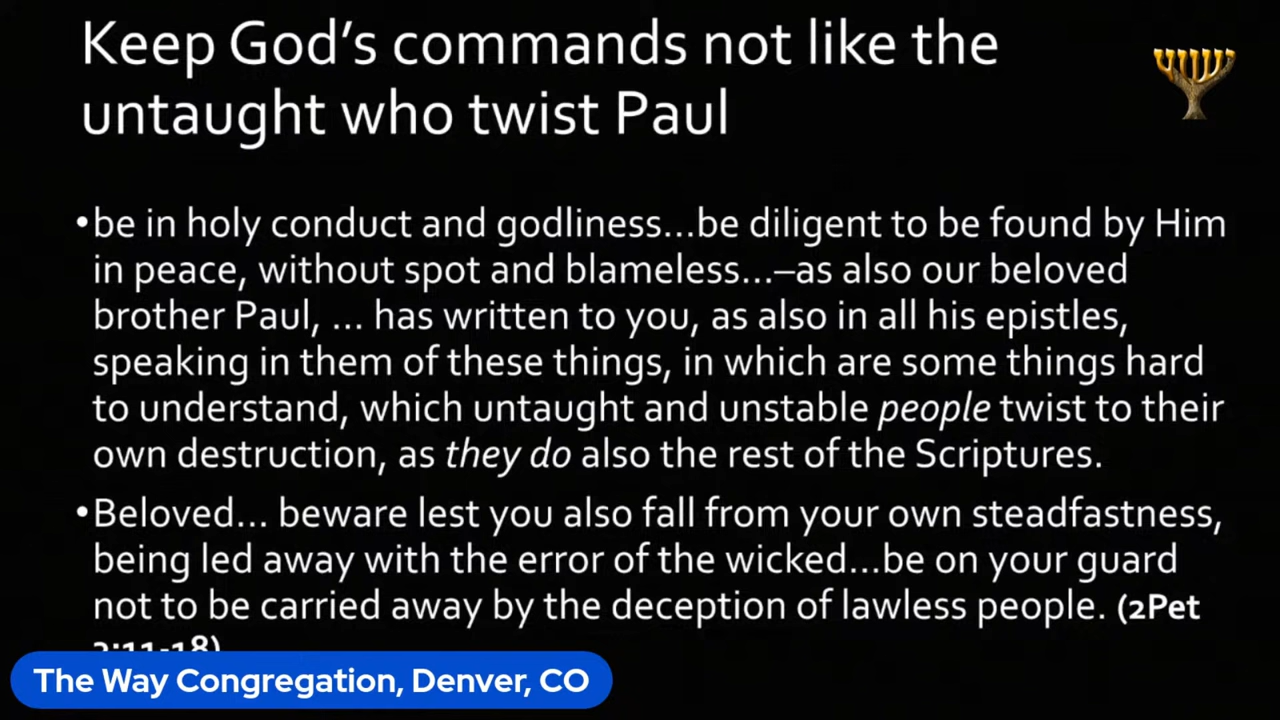 Keep God's commands not like the
untaught who twist Paul
•be in holy conduct and godliness...be diligent to be found by Him
in peace, without spot and blameless...–as also our beloved
brother Paul, ... has written to you, as also in all his epistles,
speaking in them of these things, in which are some things hard
to understand, which untaught and unstable people twist to their
own destruction, as they do also the rest of the Scriptures.
•Beloved... beware lest you also fall from your own steadfastness,
being led away with the error of the wicked...be on your guard
not to be carried away by the deception of lawless people. (2Pet
3:11-18)
The Way Congregation, Denver, CO